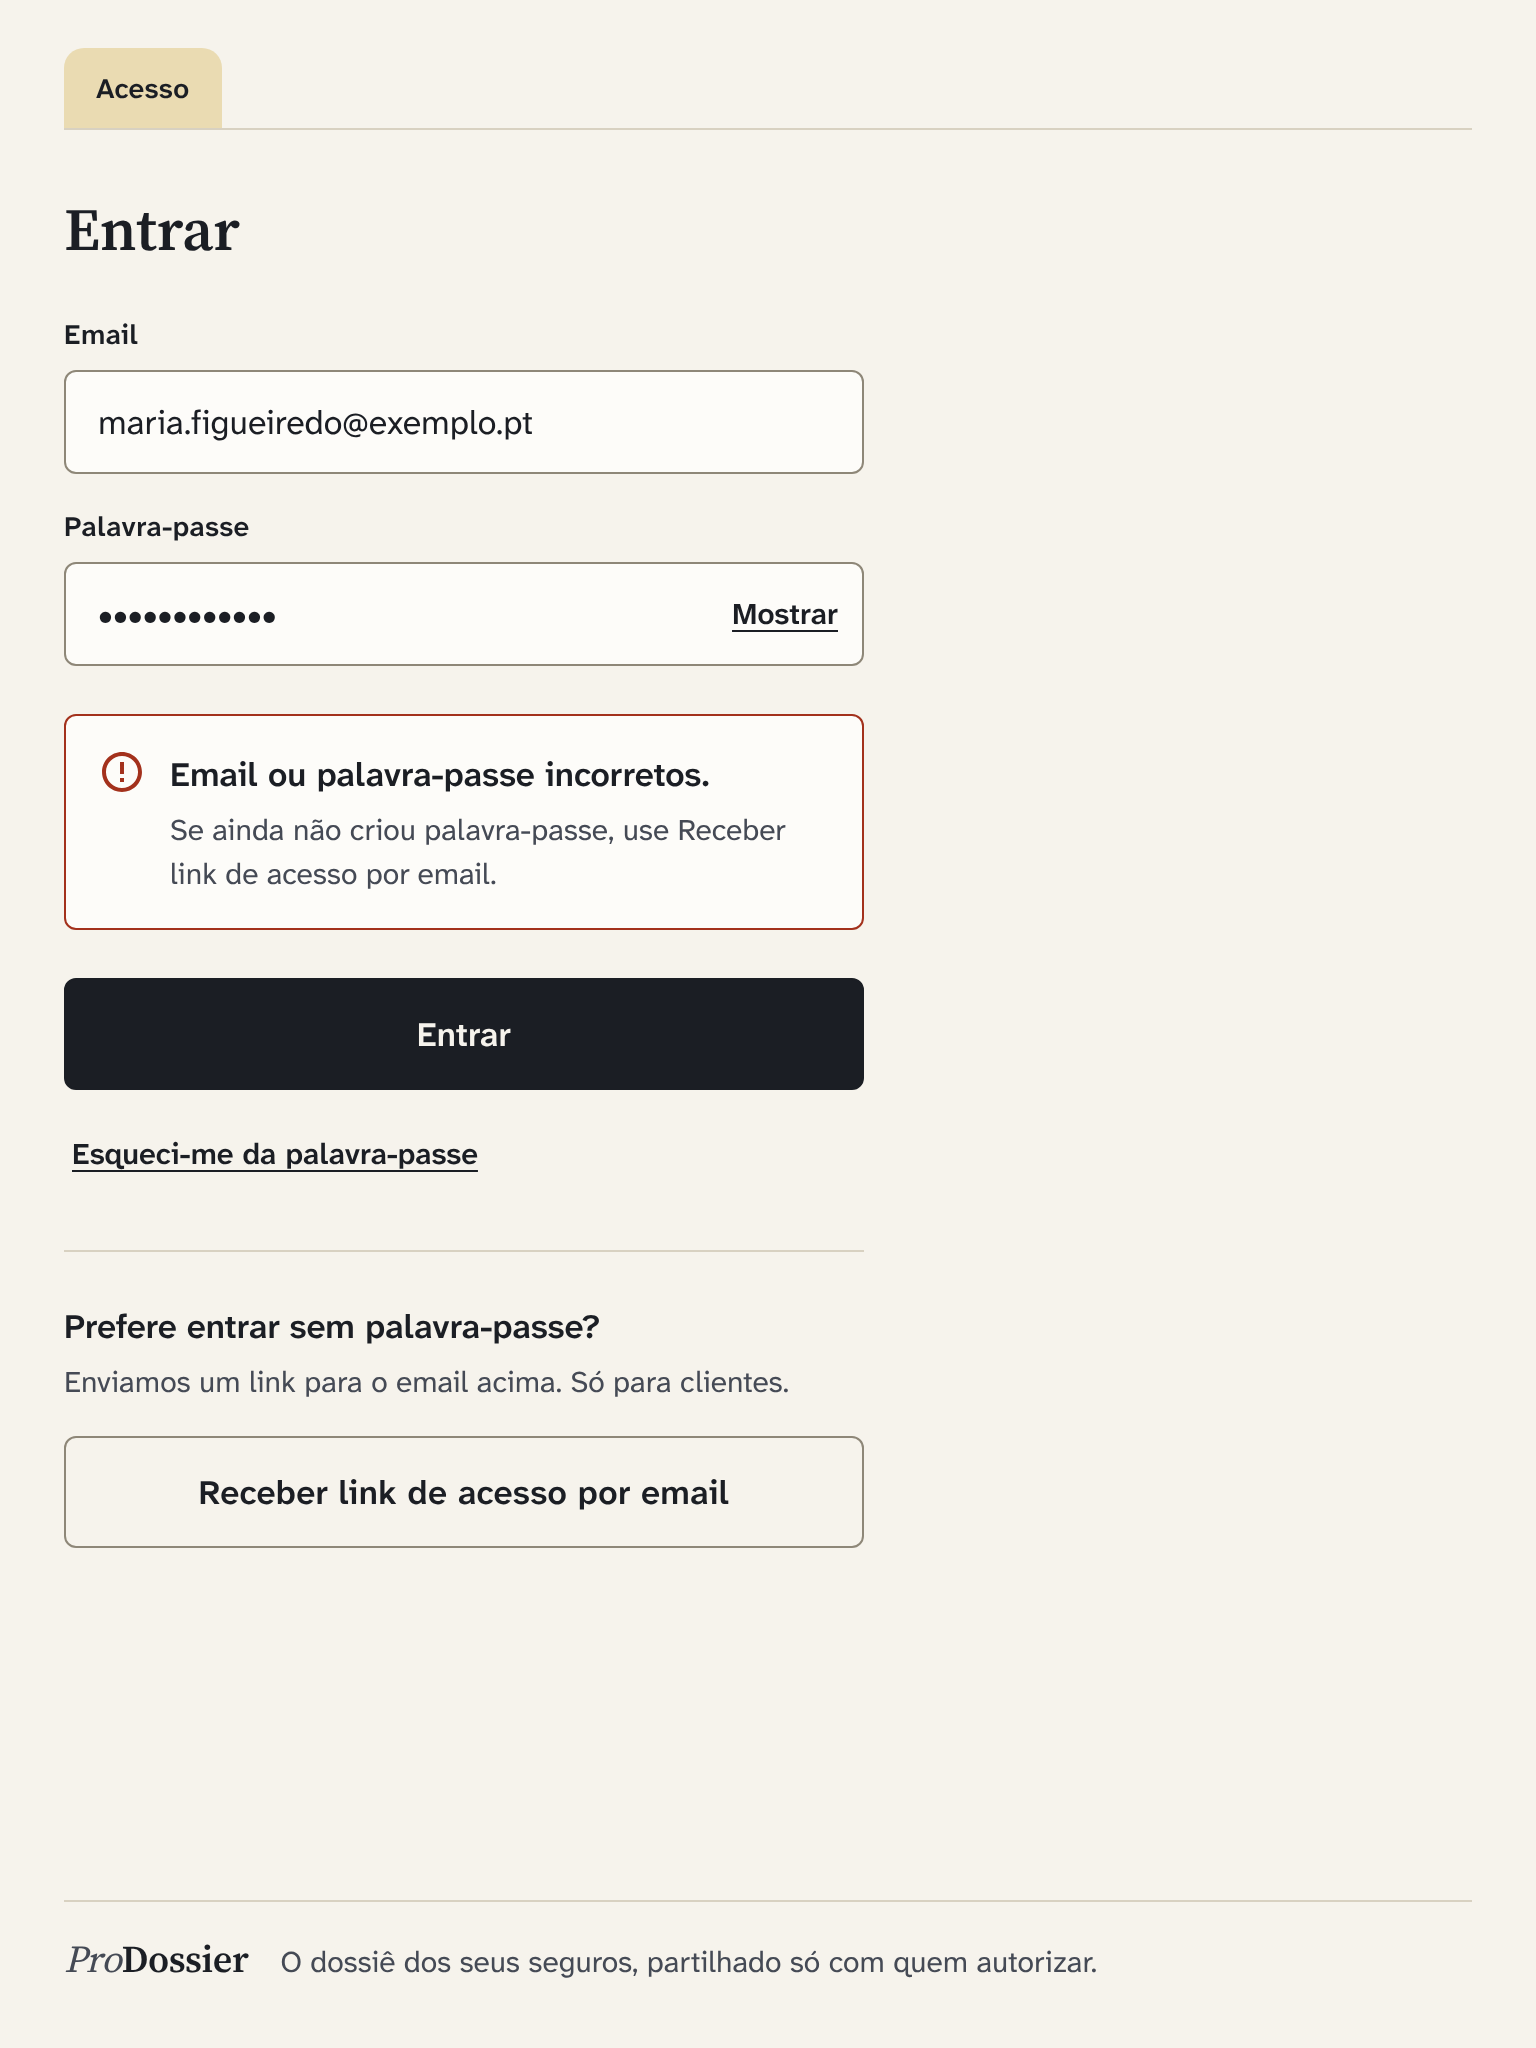 Acesso
Entrar
Email
maria.figueiredo@exemplo.pt
Palavra-passe
••••••••••••
Mostrar
Email ou palavra-passe incorretos.
Se ainda não criou palavra-passe, use Receber
link de acesso por email.
Entrar
Esqueci-me da palavra-passe
Prefere entrar sem palavra-passe?
Enviamos um link para o email acima. Só para clientes.
Receber link de acesso por email
ProDossier O dossiê dos seus seguros, partilhado só com quem autorizar.